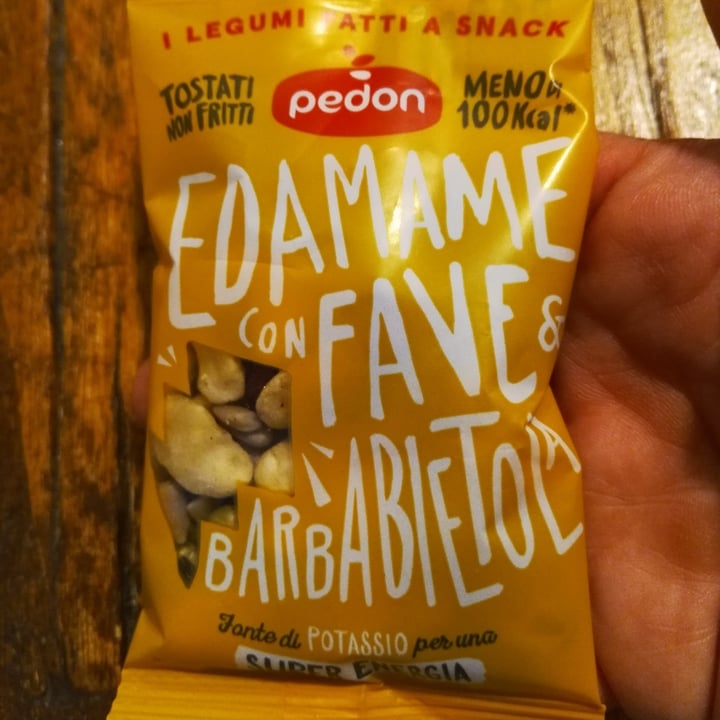 I LEGUMI FATTI A SNACK
TOSTATI
NON FRITTI
pedon
MENO DI
100 Kcal*
EDAMAME
CON FAVE &
BARBABIETOLA
Fonte di POTASSIO per una
SUPER ENERGIA